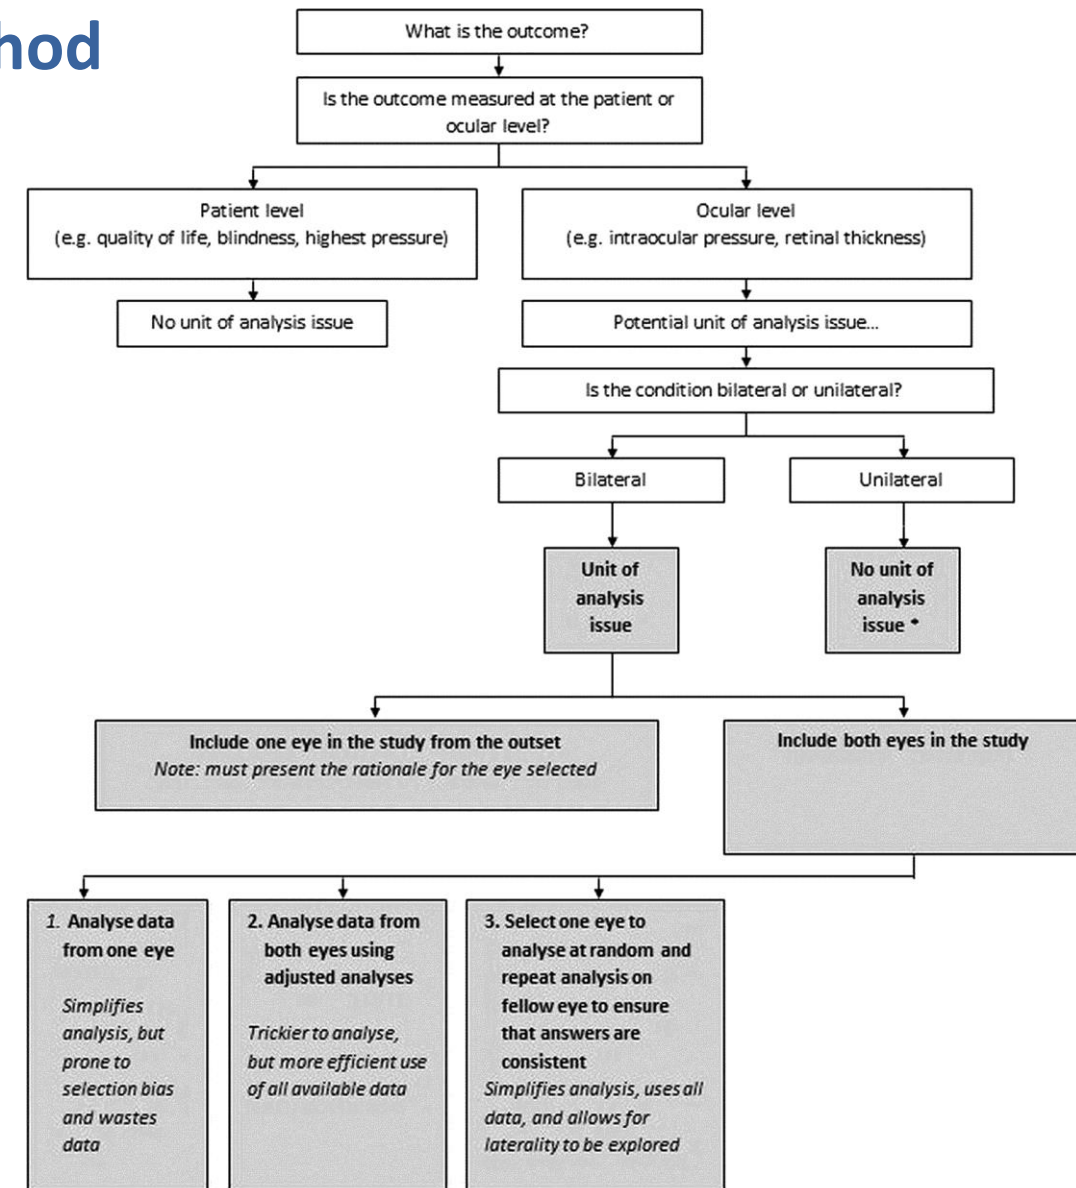 hod
What is the outcome?
Is the outcome measured at the patient or
ocular level?
Patient level
(e.g. quality of life, blindness, highest pressure)
Ocular level
(e.g. intraocular pressure, retinal thickness)
No unit of analysis issue
Potential unit of analysis issue...
Is the condition bilateral or unilateral?
Bilateral
Unilateral
Unit of
analysis
issue
No unit of
analysis
issue *
Include one eye in the study from the outset
Note: must present the rationale for the eye selected
Include both eyes in the study
1. Analyse data
from one eye
Simplifies
analysis, but
prone to
selection bias
and wastes
data
2. Analyse data from
both eyes using
adjusted analyses
Trickier to analyse,
but more efficient use
of all available data
3. Select one eye to
analyse at random and
repeat analysis on
fellow eye to ensure
that answers are
consistent
Simplifies analysis, uses all
data, and allows for
laterality to be explored